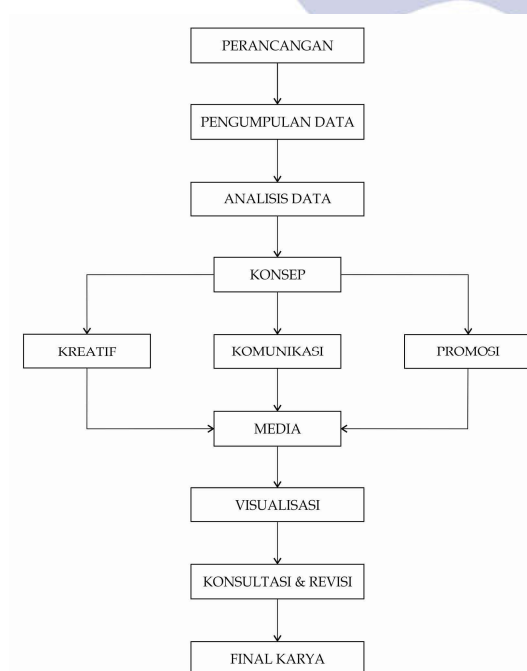 PERANCANGAN
PENGUMPULAN DATA
ANALISIS DATA
KONSEP
KREATIF
KOMUNIKASI
PROMOSI
MEDIA
VISUALISASI
KONSULTASI & REVISI
FINAL KARYA